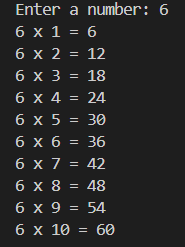 Enter a number: 6
6 x 1 = 6
6 x 2 = 12
6 x 3 = 18
6 x 4 = 24
6 x 5 = 30
6 x 6 = 36
6 x 7 = 42
6 x 8 = 48
6 x 9 = 54
6 x 10 = 60